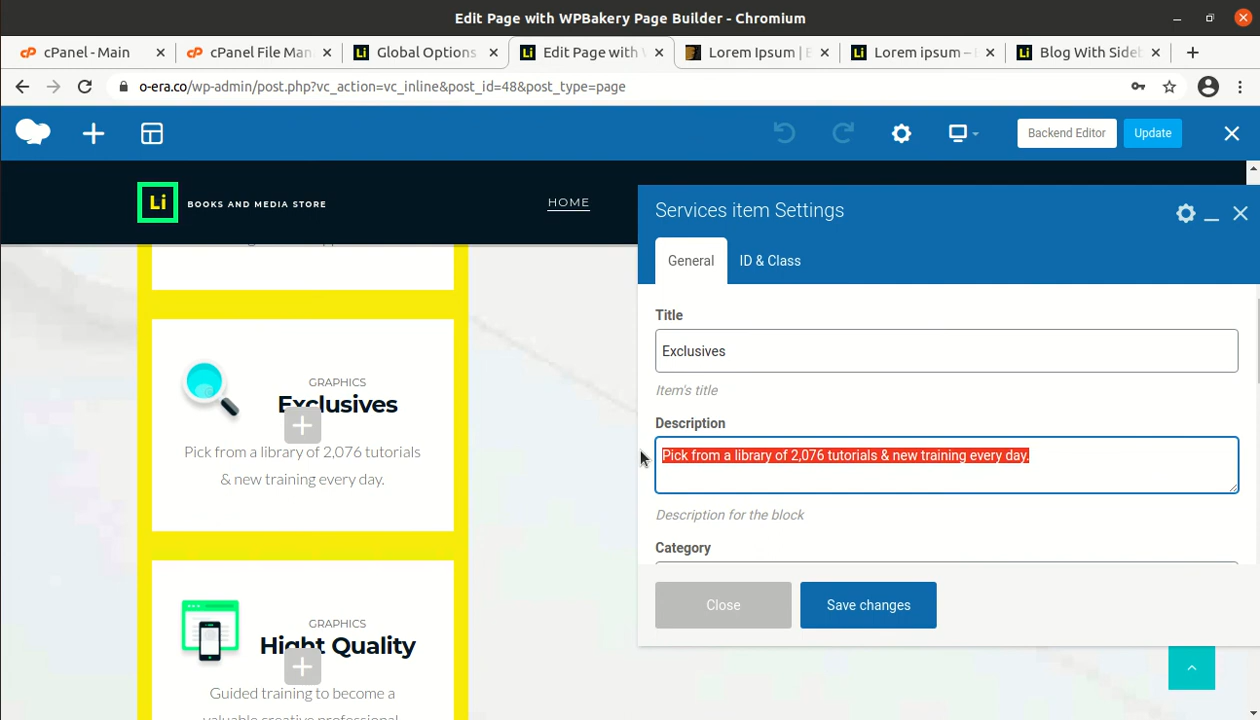 Edit Page with WPBakery Page Builder - Chromium
cPanel - Main
cPanel File Man
Global Options
Edit Page with W
Lorem Ipsum | B
Lorem ipsum –
Blog With Sideb
o-era.co/wp-admin/post.php?vc_action=vc_inline&post_id=48&post_type=page
Backend Editor
Update
Li
BOOKS AND MEDIA STORE
HOME
Services item Settings
General
ID & Class
Title
Exclusives
Item's title
Description
Pick from a library of 2,076 tutorials & new training every day.
Description for the block
Category
Close
Save changes
GRAPHICS
Exclusives
Pick from a library of 2,076 tutorials
& new training every day.
GRAPHICS
Hight Quality
Guided training to become a
valuable creative professional